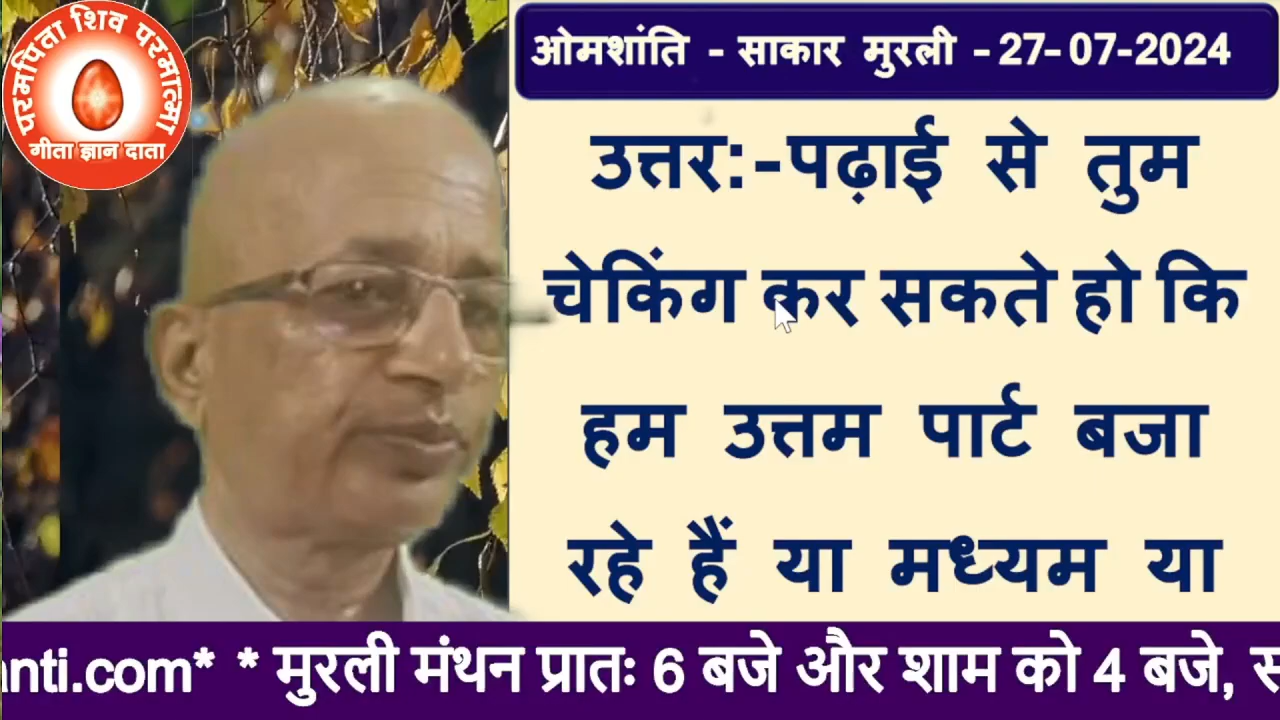 परमपिता शिव परमात्मा
गीता ज्ञान दाता
ओमशांति - साकार मुरली - 27- 07-2024
उत्तर:-पढ़ाई से तुम
चेकिंग कर सकते हो कि
हम उत्तम पार्ट बजा
रहे हैं या मध्यम या
anti.com* * मुरली मंथन प्रातः 6 बजे और शाम को 4 बजे,